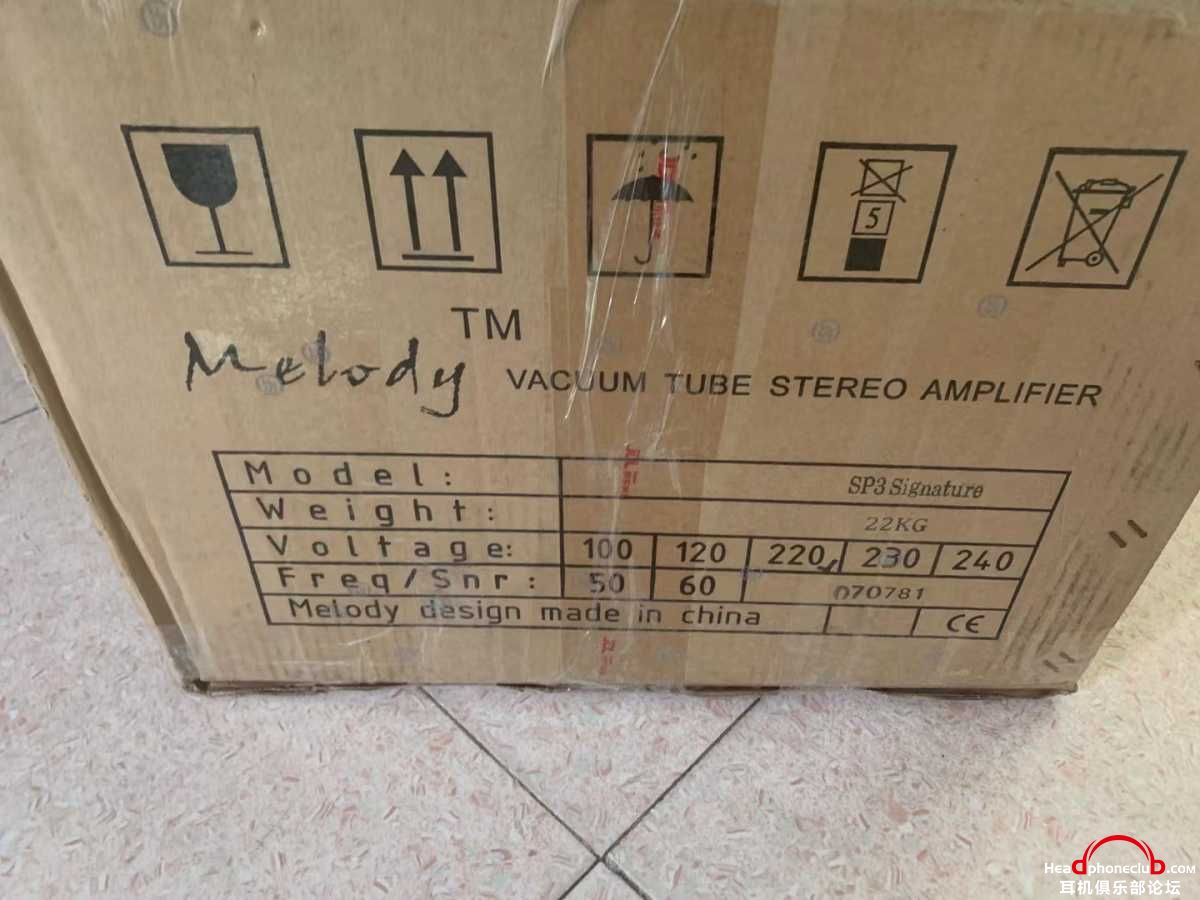 5
TM
Melody VACUUM TUBE STEREO AMPLIFIER
Model: SP3 Signature
Weight: 22KG
Voltage: 100 120 220 230 240
Freq/Snr: 50 60 070781
Melody design made in china CE
Headphoneclub.com
耳机俱乐部论坛